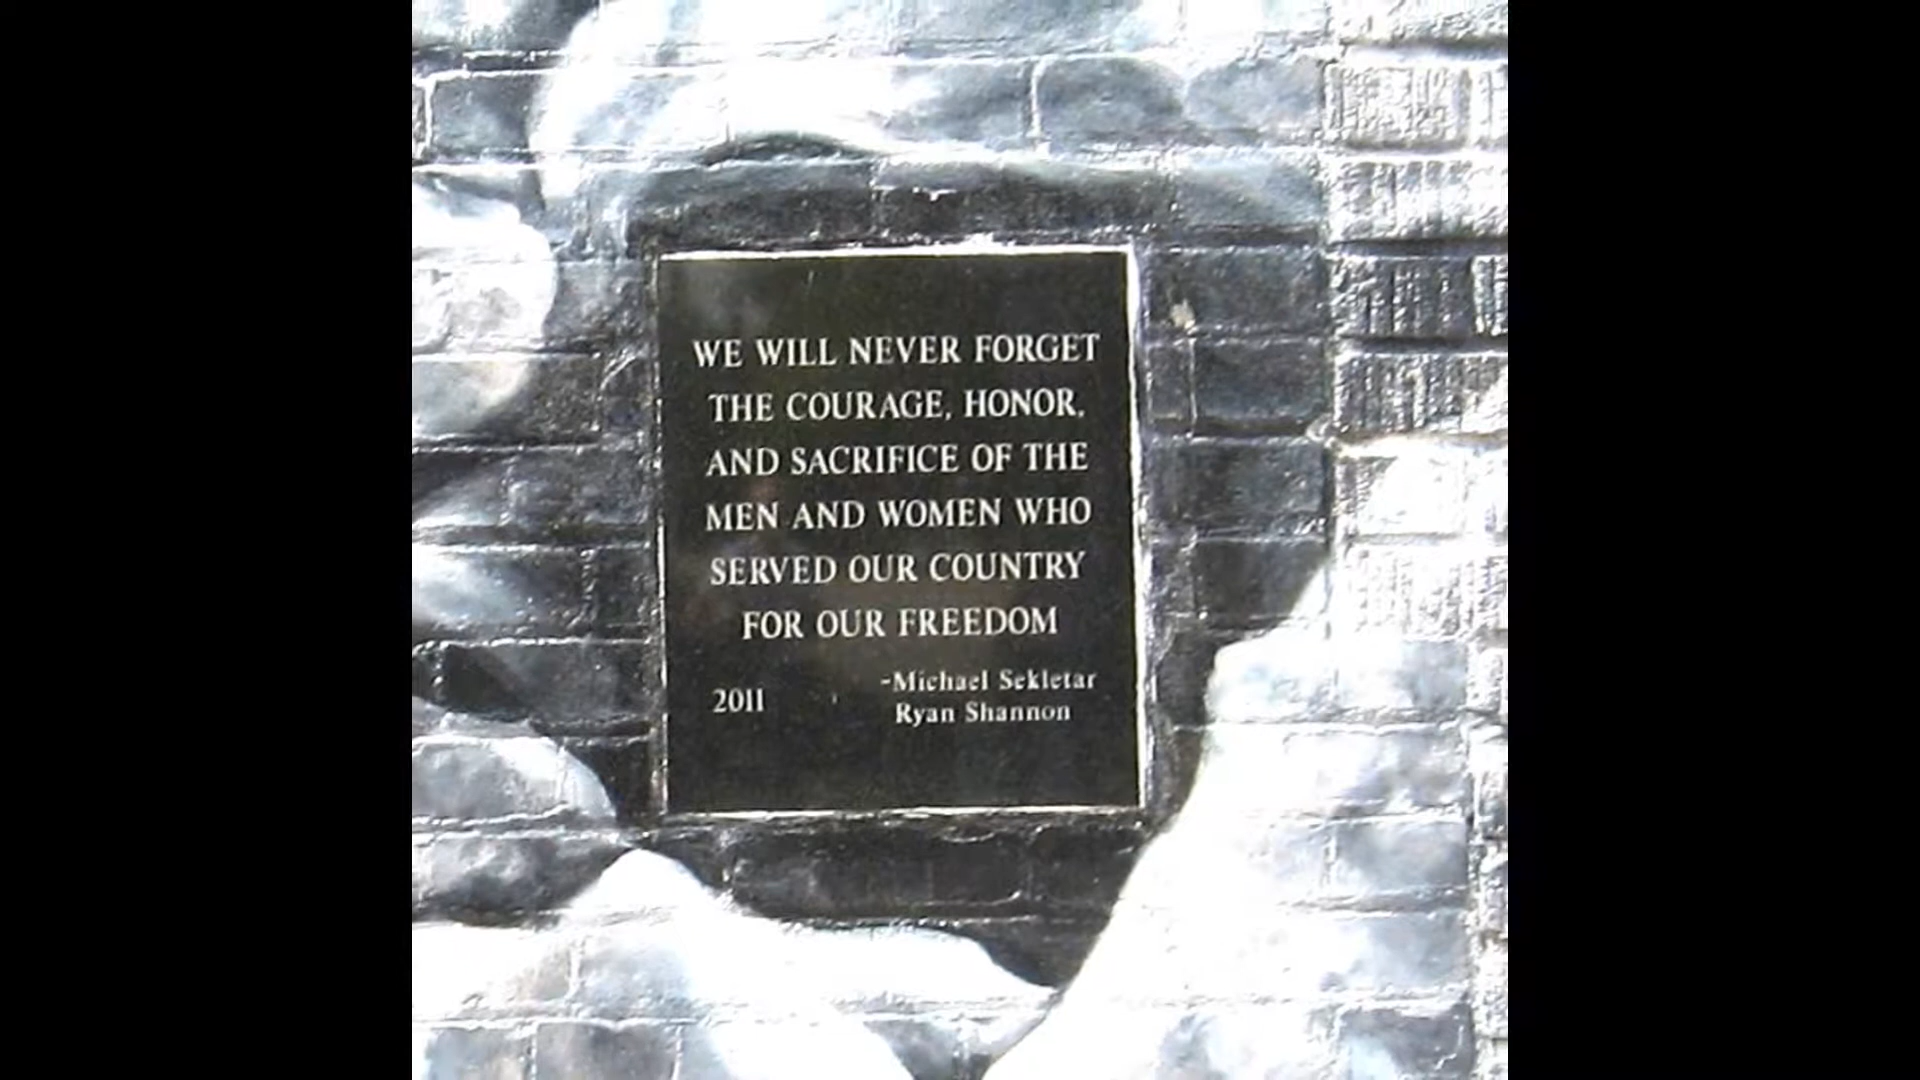 WE WILL NEVER FORGET
THE COURAGE, HONOR,
AND SACRIFICE OF THE
MEN AND WOMEN WHO
SERVED OUR COUNTRY
FOR OUR FREEDOM
2011 -Michael Sekletar
Ryan Shannon